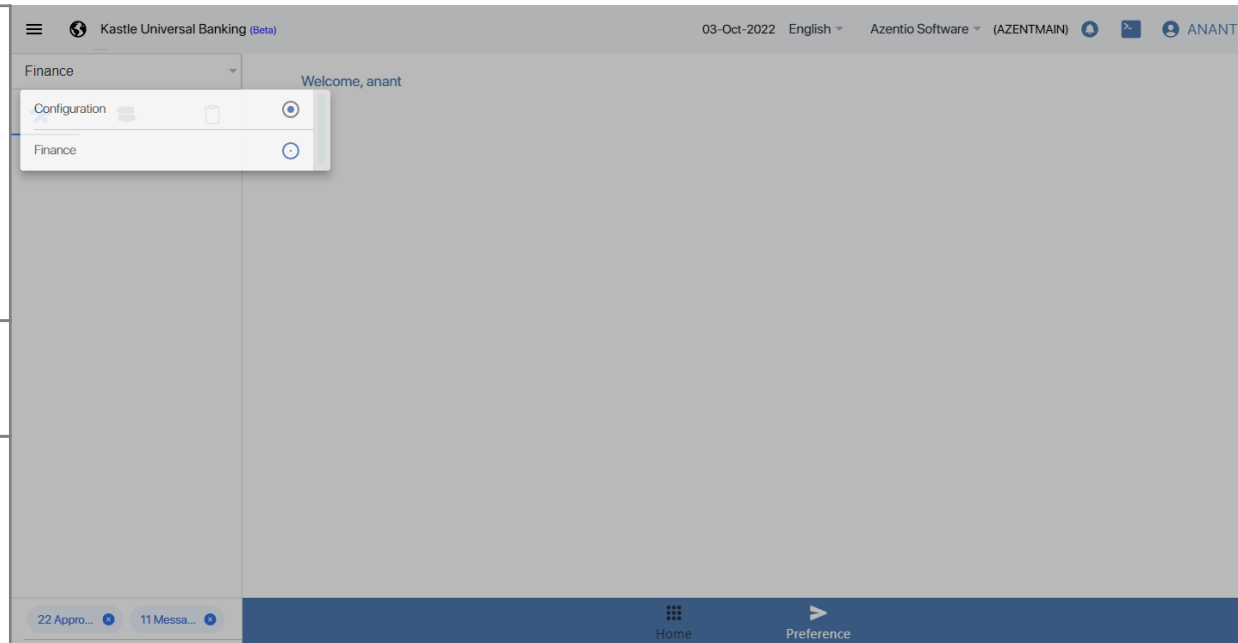 Kastle Universal Banking (Beta)
03-Oct-2022 English Azentio Software (AZENTMAIN) ANANT
Finance
Welcome, anant
Configuration
Finance
22 Appro... 11 Messa...
Home Preference